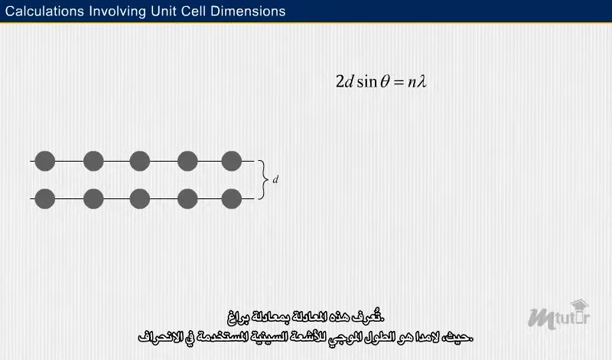 Calculations Involving Unit Cell Dimensions
2d sin θ = nλ
d
تُعرف هذه المعادلة بمعادلة براغ.
حيث، لامدا هو الطول الموجي للأشعة السينية المستخدمة في الانحراف.
mtutor